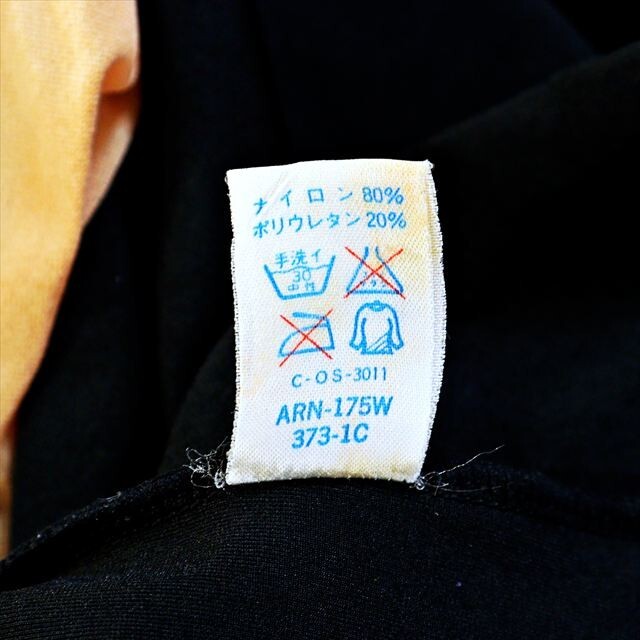 ナイロン 80%
ポリウレタン 20%
手洗イ
30
中性
C-OS-3011
ARN-175W
373-1C